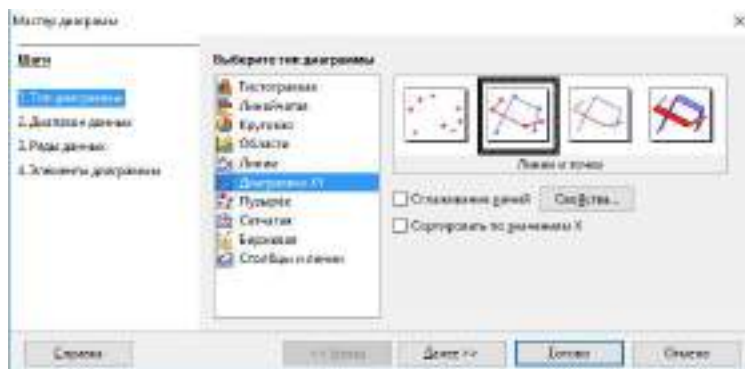 Мастер диаграмм
Шаги
1.Тип диаграммы
2.Диапазон данных
3.Ряды данных
4.Элементы диаграммы
Выберите тип диаграммы
Гистограмма
Линейчатая
Круговая
Области
Линии
Диаграмма XY
Пузырёк
Сетчатая
Биржевая
Столбцы и линии
Линии и точки
Сглаживание линий
Свойства...
Сортировать по значениям X
Справка
<< Назад
Далее >>
Готово
Отмена